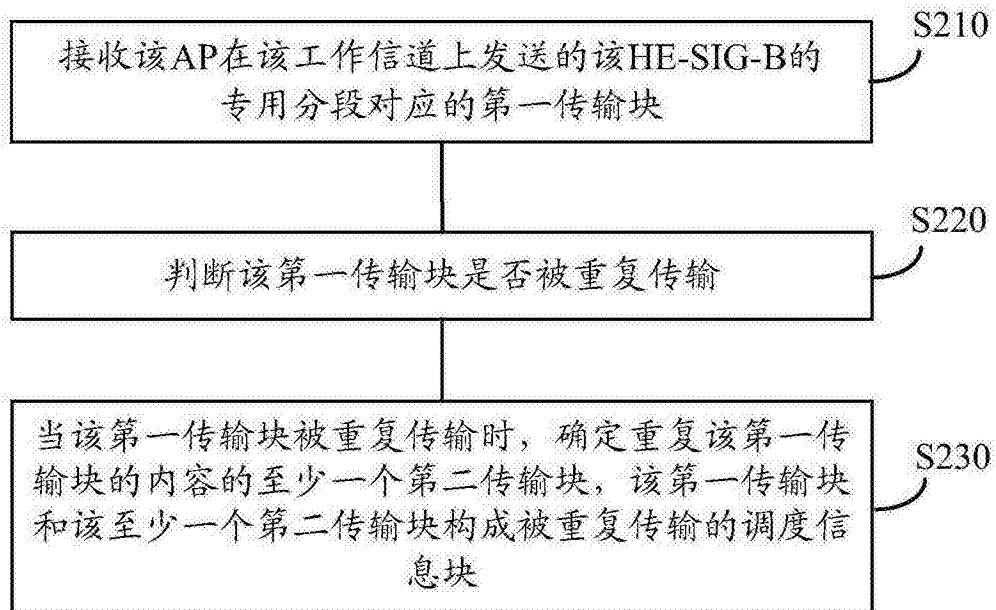 S210
接收该AP在该工作信道上发送的该HE-SIG-B的
专用分段对应的第一传输块
S220
判断该第一传输块是否被重复传输
S230
当该第一传输块被重复传输时，确定重复该第一传
输块的内容的至少一个第二传输块，该第一传输块
和该至少一个第二传输块构成被重复传输的调度信
息块